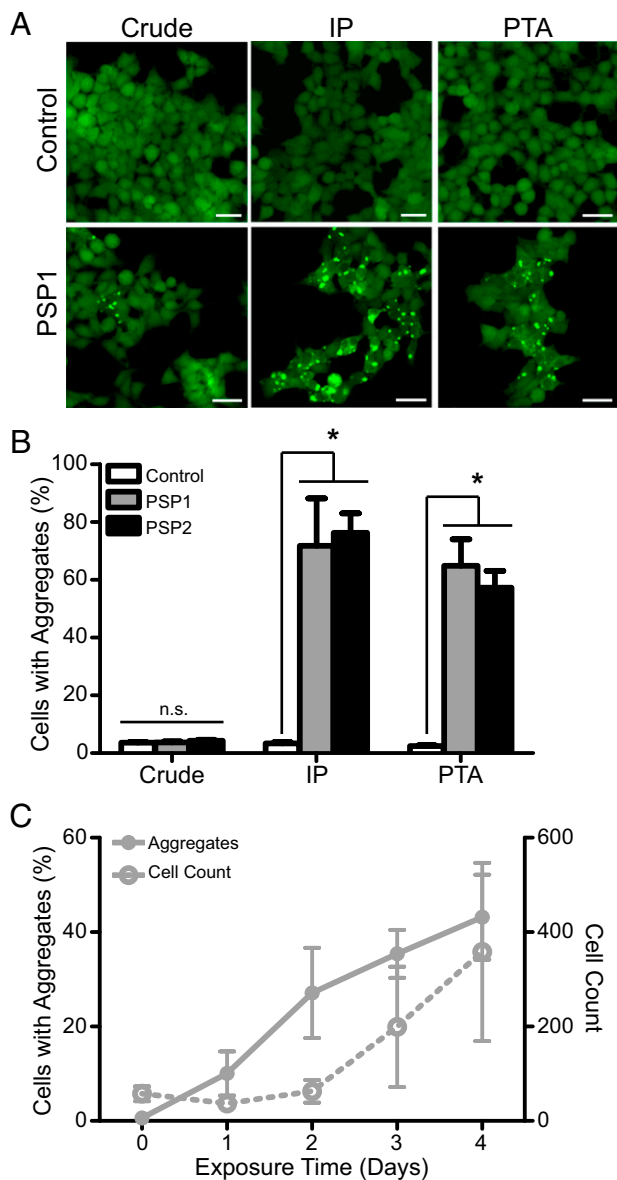 A
Crude IP PTA
Control
PSP1
B
Cells with Aggregates (%)
100
80
60
40
20
0
Control
PSP1
PSP2
n.s.
*
*
Crude IP PTA
C
Cells with Aggregates (%)
60
40
20
0
Aggregates
Cell Count
600
400
200
0
Cell Count
0 1 2 3 4
Exposure Time (Days)